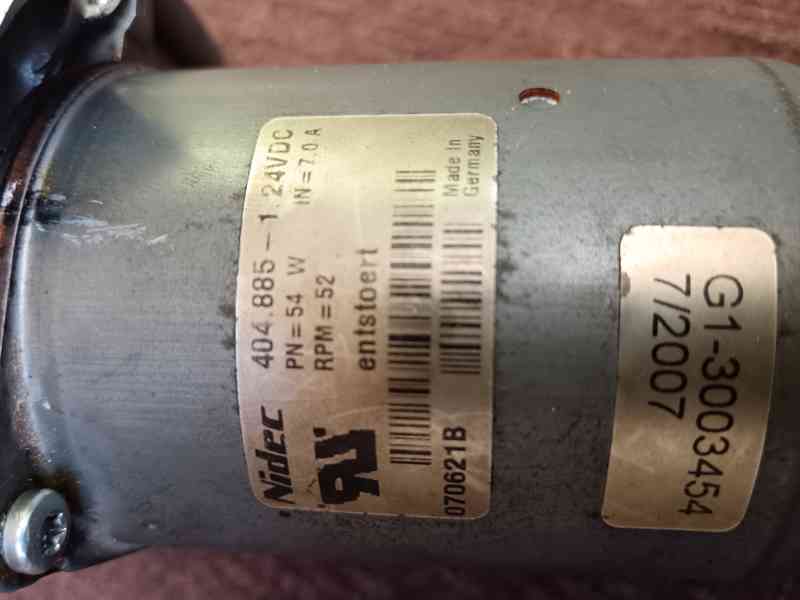 Nidec 404.885-1 24VDC
PN=54 W IN=7.0 A
RPM=52
entstoert
070621B
Made in
Germany
G1-3003454
7/2007